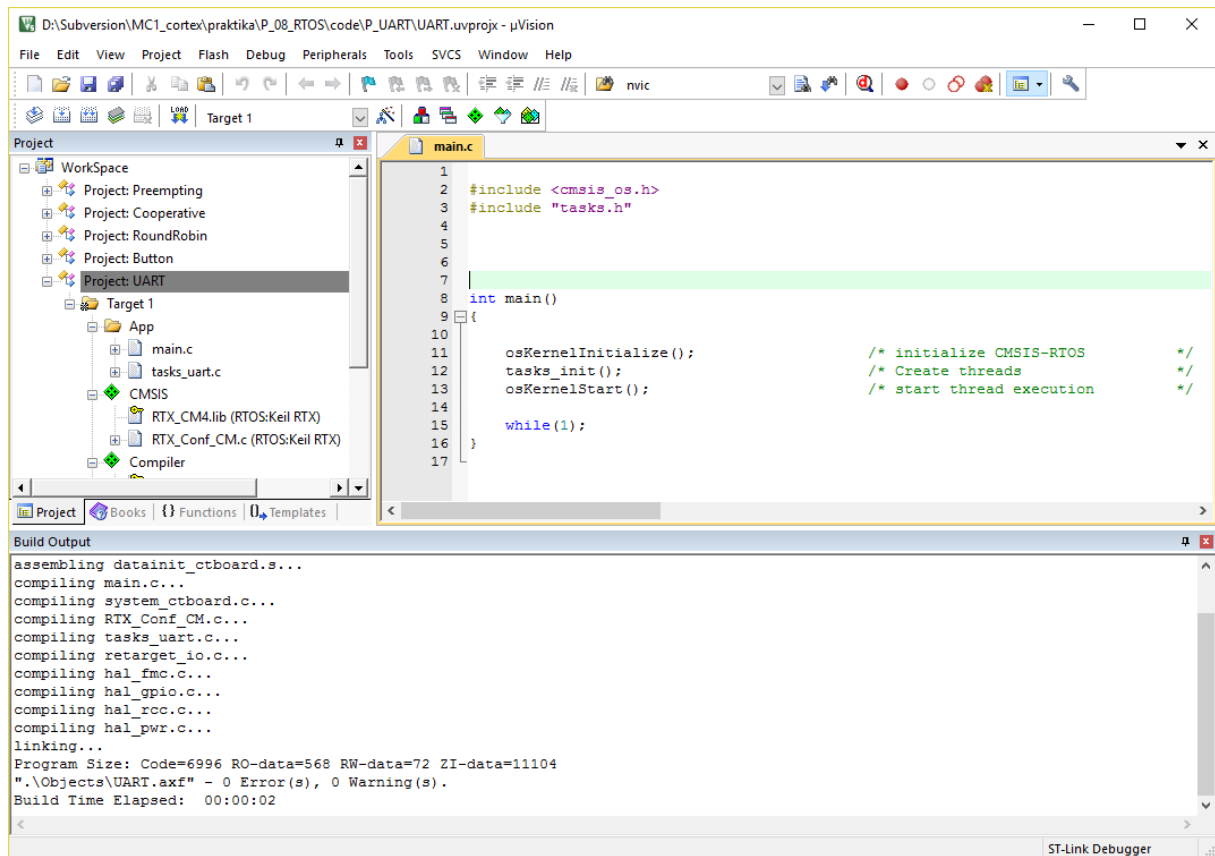 D:\Subversion\MC1_cortex\praktika\P_08_RTOS\code\P_UART\UART.uvprojx - µVision
File Edit View Project Flash Debug Peripherals Tools SVCS Window Help
nvic
LOAD Target 1
Project
main.c
WorkSpace
Project: Preempting
Project: Cooperative
Project: RoundRobin
Project: Button
Project: UART
Target 1
App
main.c
tasks_uart.c
CMSIS
RTX_CM4.lib (RTOS:Keil RTX)
RTX_Conf_CM.c (RTOS:Keil RTX)
Compiler
Project Books {} Functions 0 Templates
1
2 #include <cmsis_os.h>
3 #include "tasks.h"
4
5
6
7
8 int main()
9 {
10
11 osKernelInitialize(); /* initialize CMSIS-RTOS */
12 tasks_init(); /* Create threads */
13 osKernelStart(); /* start thread execution */
14
15 while(1);
16 }
17
Build Output
assembling datainit_ctboard.s...
compiling main.c...
compiling system_ctboard.c...
compiling RTX_Conf_CM.c...
compiling tasks_uart.c...
compiling retarget_io.c...
compiling hal_fmc.c...
compiling hal_gpio.c...
compiling hal_rcc.c...
compiling hal_pwr.c...
linking...
Program Size: Code=6996 RO-data=568 RW-data=72 ZI-data=11104
".\Objects\UART.axf" - 0 Error(s), 0 Warning(s).
Build Time Elapsed: 00:00:02
ST-Link Debugger